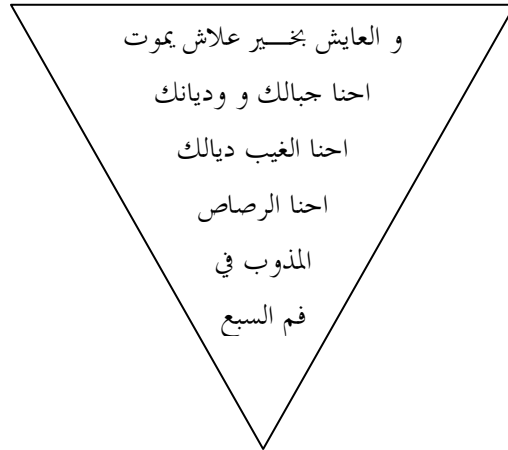 و العايش بخـــير علاش يموت
احنا جبالك و وديانك
احنا الغيب ديالك
احنا الرصاص
المذوب في
فم السبع